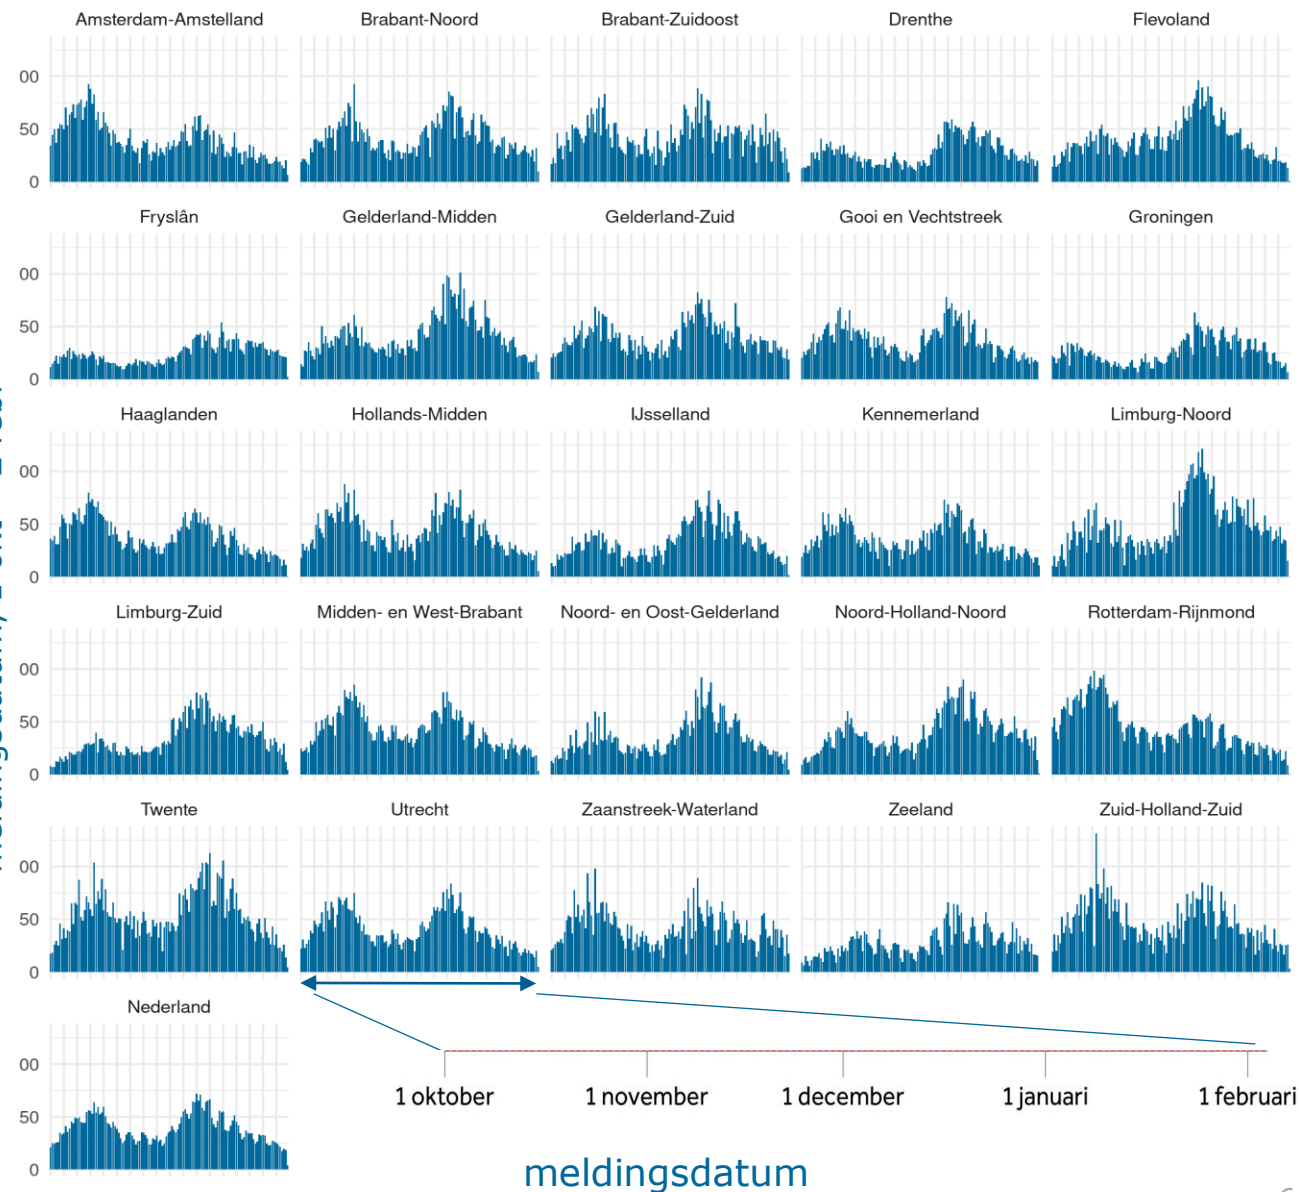 Amsterdam-Amstelland Brabant-Noord Brabant-Zuidoost Drenthe Flevoland
00
50
0
Fryslân Gelderland-Midden Gelderland-Zuid Gooi en Vechtstreek Groningen
00
50
0
Haaglanden Hollands-Midden IJsselland Kennemerland Limburg-Noord
00
50
0
Limburg-Zuid Midden- en West-Brabant Noord- en Oost-Gelderland Noord-Holland-Noord Rotterdam-Rijnmond
00
50
0
Twente Utrecht Zaanstreek-Waterland Zeeland Zuid-Holland-Zuid
00
50
0
Nederland
00
50
0
1 oktober 1 november 1 december 1 januari 1 februari
meldingsdatum